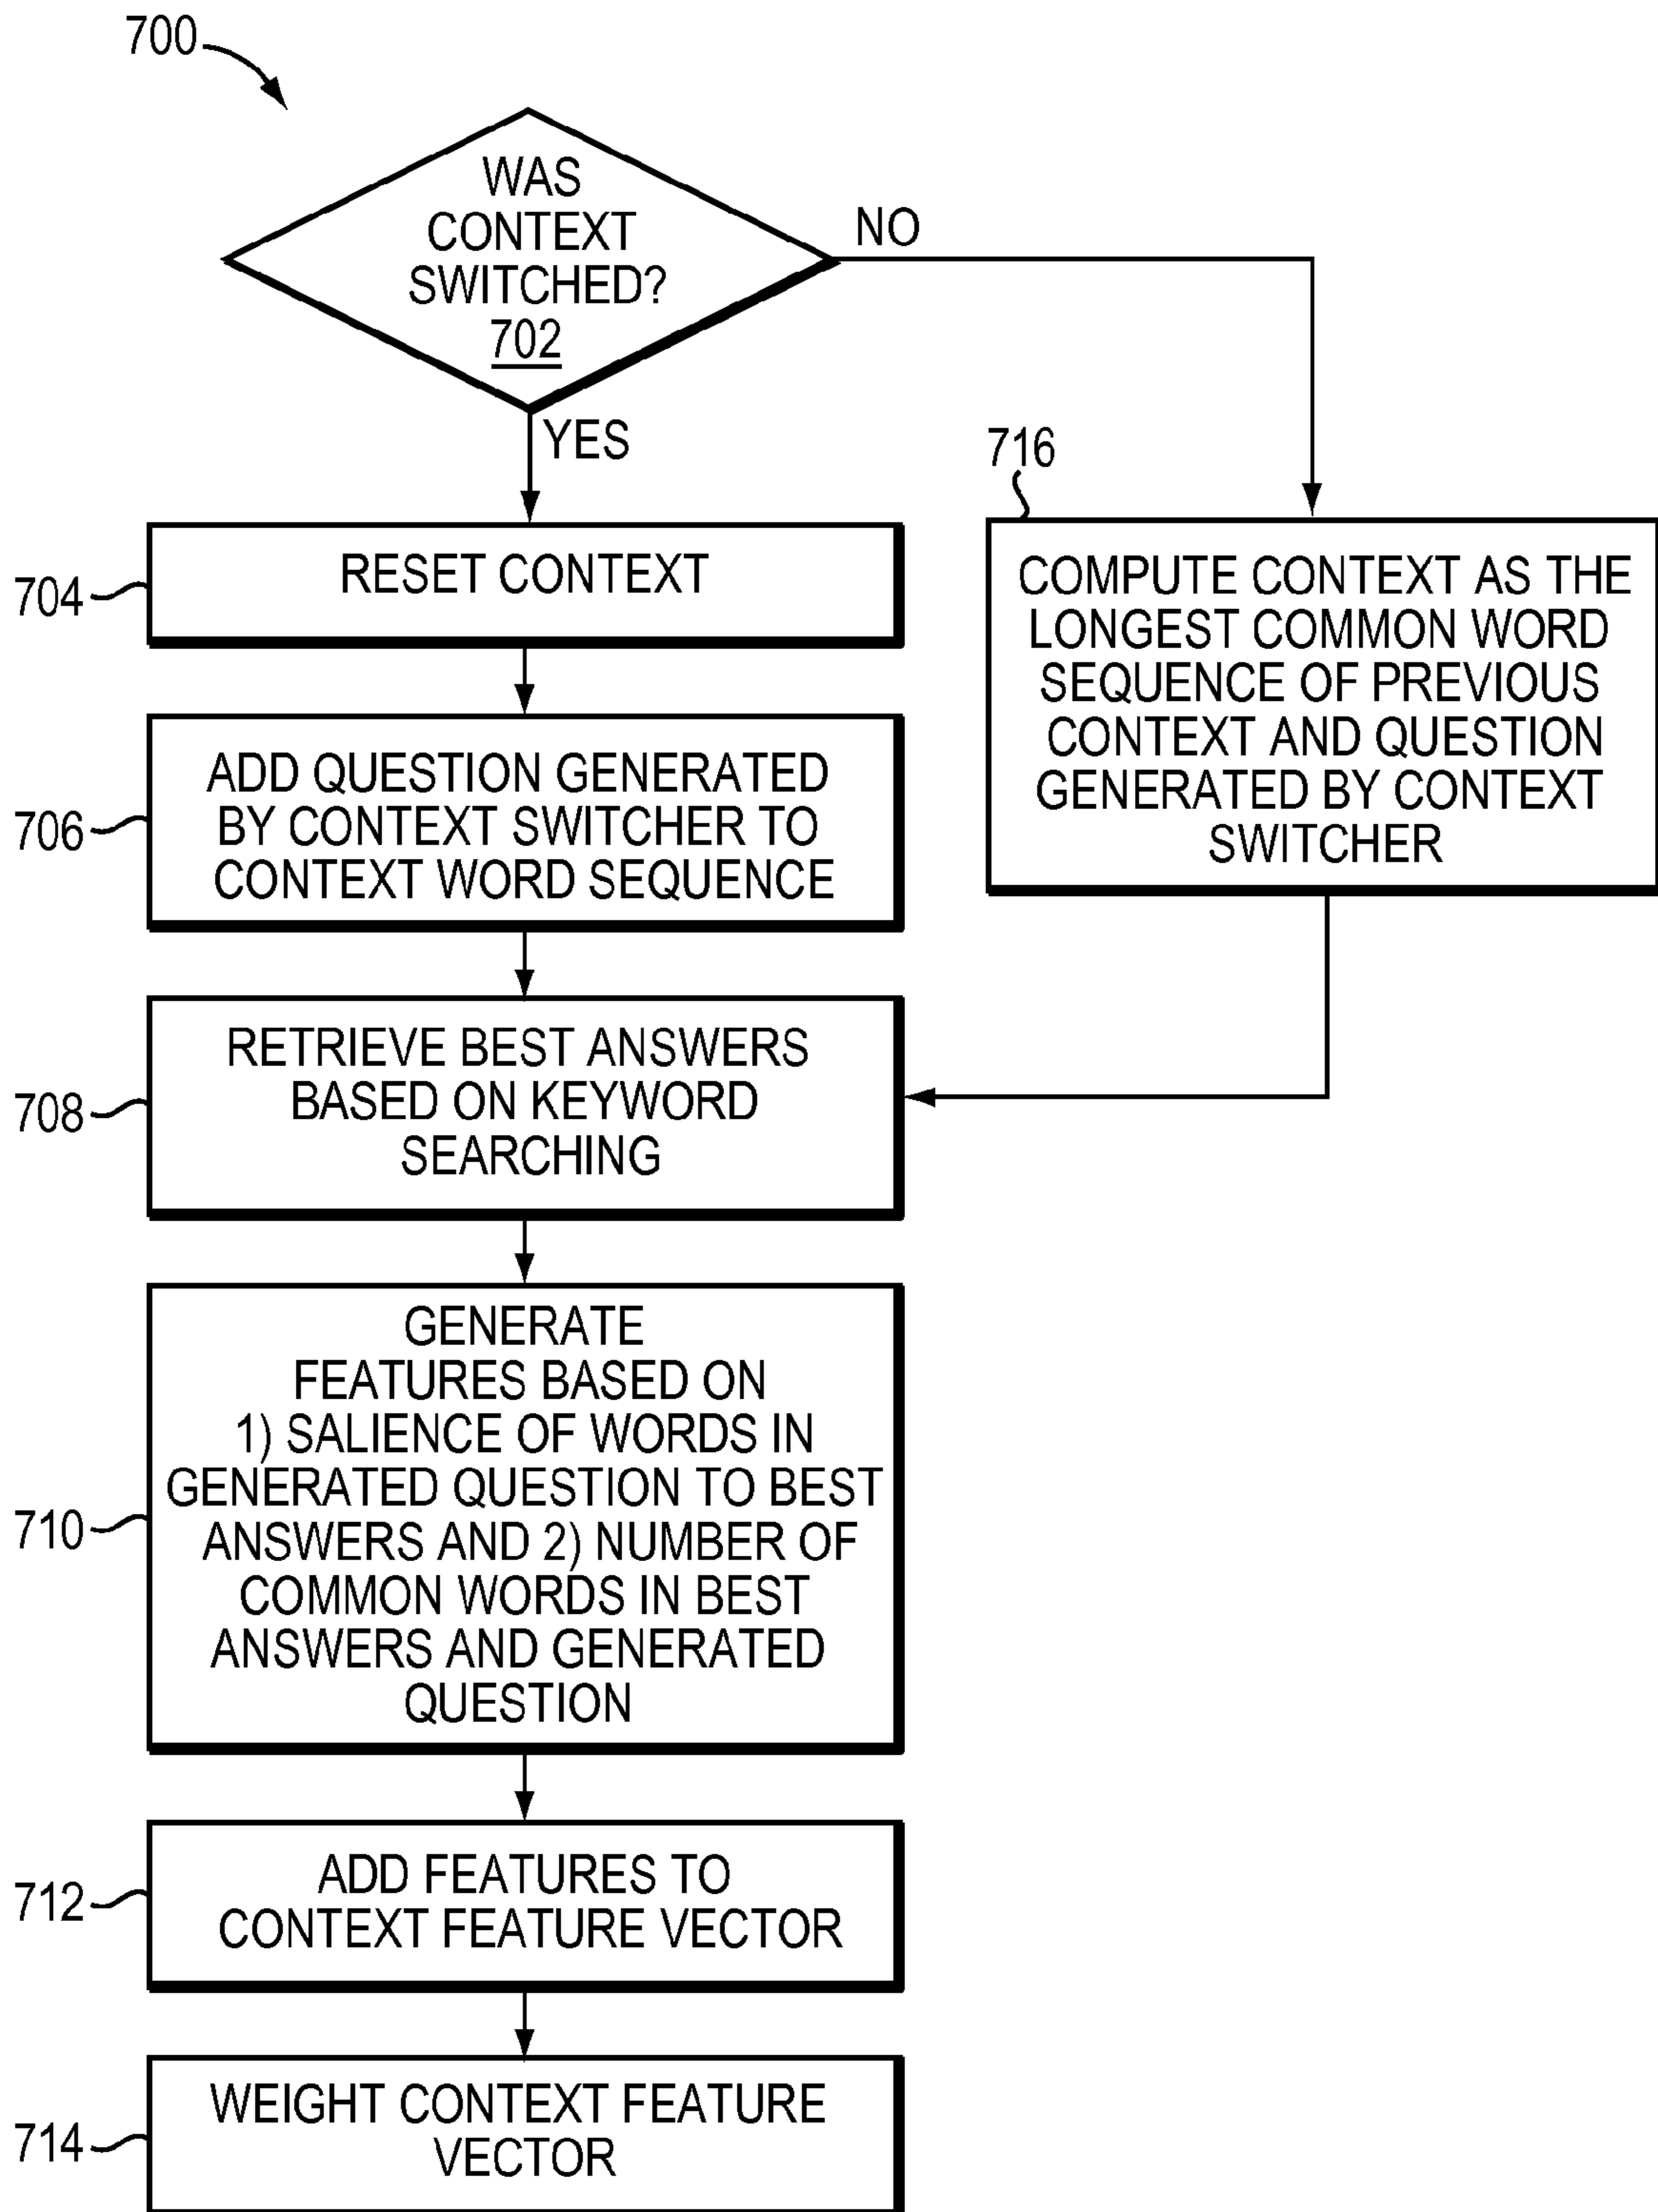 700
WAS
CONTEXT
SWITCHED?
702
NO
YES
716
704
RESET CONTEXT
COMPUTE CONTEXT AS THE
LONGEST COMMON WORD
SEQUENCE OF PREVIOUS
CONTEXT AND QUESTION
GENERATED BY CONTEXT
SWITCHER
706
ADD QUESTION GENERATED
BY CONTEXT SWITCHER TO
CONTEXT WORD SEQUENCE
708
RETRIEVE BEST ANSWERS
BASED ON KEYWORD
SEARCHING
710
GENERATE
FEATURES BASED ON
1) SALIENCE OF WORDS IN
GENERATED QUESTION TO BEST
ANSWERS AND 2) NUMBER OF
COMMON WORDS IN BEST
ANSWERS AND GENERATED
QUESTION
712
ADD FEATURES TO
CONTEXT FEATURE VECTOR
714
WEIGHT CONTEXT FEATURE
VECTOR